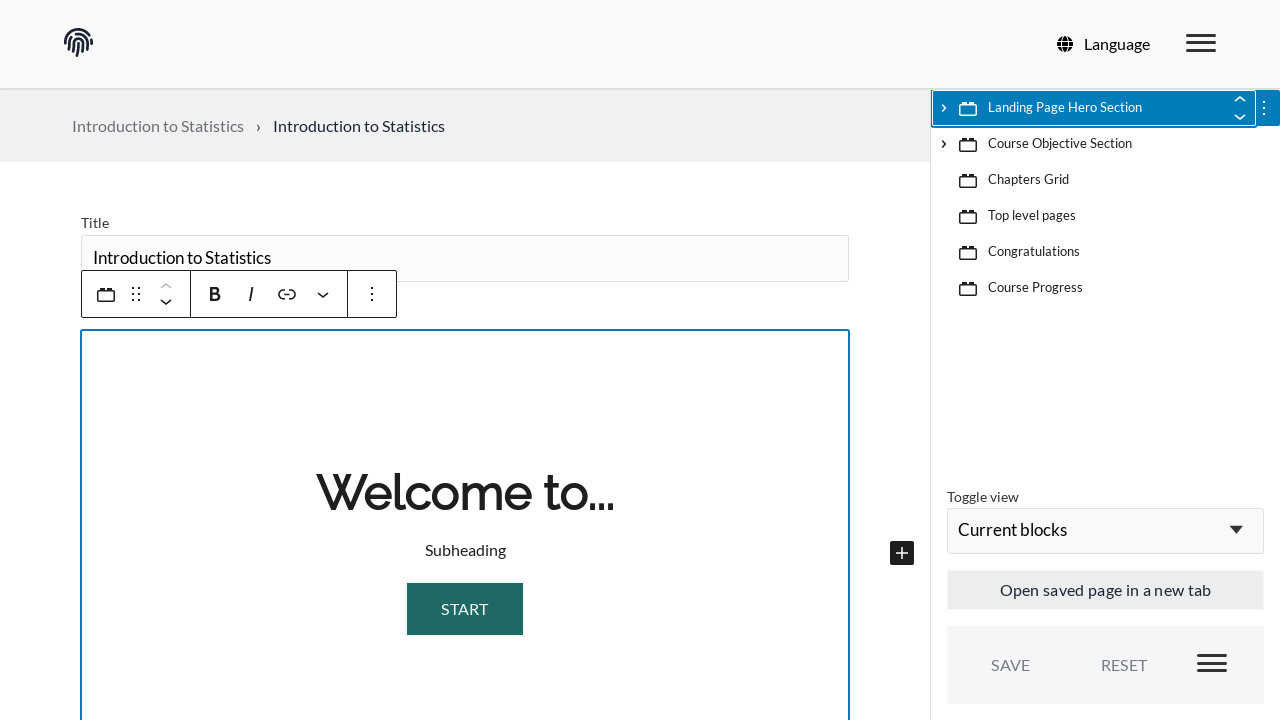 Language
Introduction to Statistics › Introduction to Statistics
Landing Page Hero Section
Course Objective Section
Chapters Grid
Top level pages
Congratulations
Course Progress
Title
Introduction to Statistics
B I
Welcome to...
Subheading
START
Toggle view
Current blocks
Open saved page in a new tab
SAVE RESET